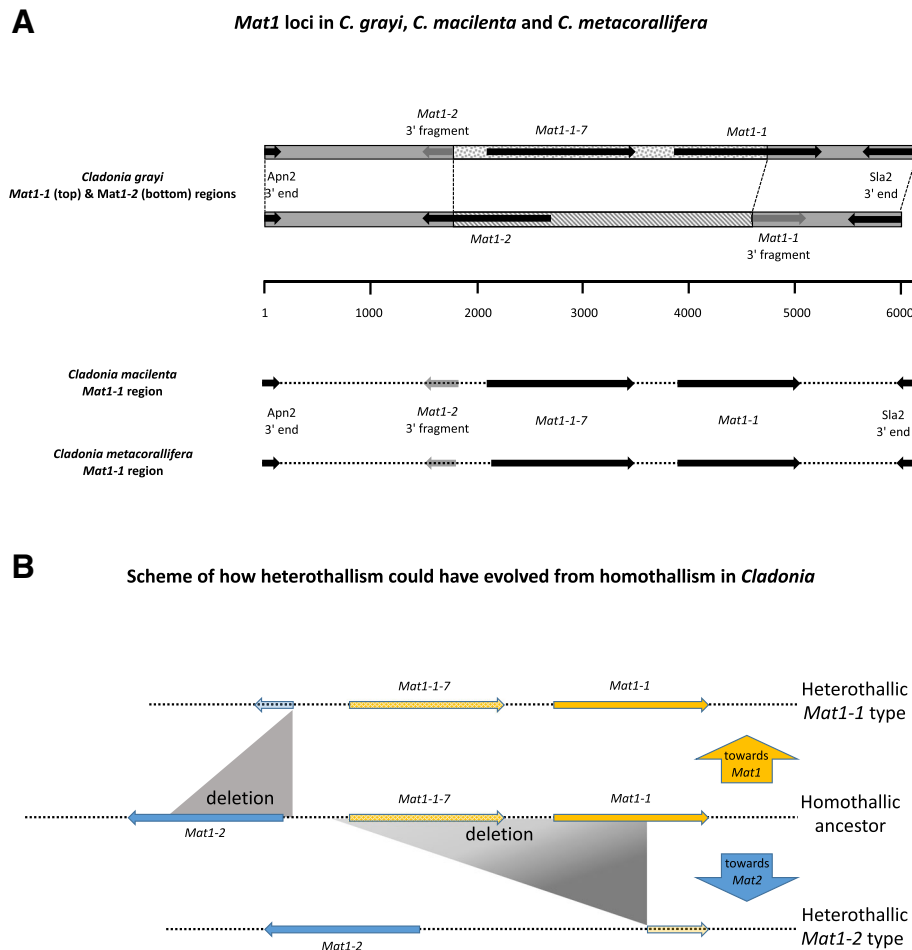 A
Mat1 loci in C. grayi, C. macilenta and C. metacorallifera
Mat1-2
3' fragment
Mat1-1-7
Mat1-1
Cladonia grayi
Mat1-1 (top) & Mat1-2 (bottom) regions
Apn2
3' end
Sla2
3' end
Mat1-2
Mat1-1
3' fragment
1
1000
2000
3000
4000
5000
6000
Cladonia macilenta
Mat1-1 region
Apn2
3' end
Mat1-2
3' fragment
Mat1-1-7
Mat1-1
Sla2
3' end
Cladonia metacorallifera
Mat1-1 region
B
Scheme of how heterothallism could have evolved from homothallism in Cladonia
Mat1-1-7
Mat1-1
Heterothallic
Mat1-1 type
towards
Mat1
deletion
Mat1-2
Mat1-1-7
Mat1-1
deletion
Homothallic
ancestor
towards
Mat2
Mat1-2
Heterothallic
Mat1-2 type